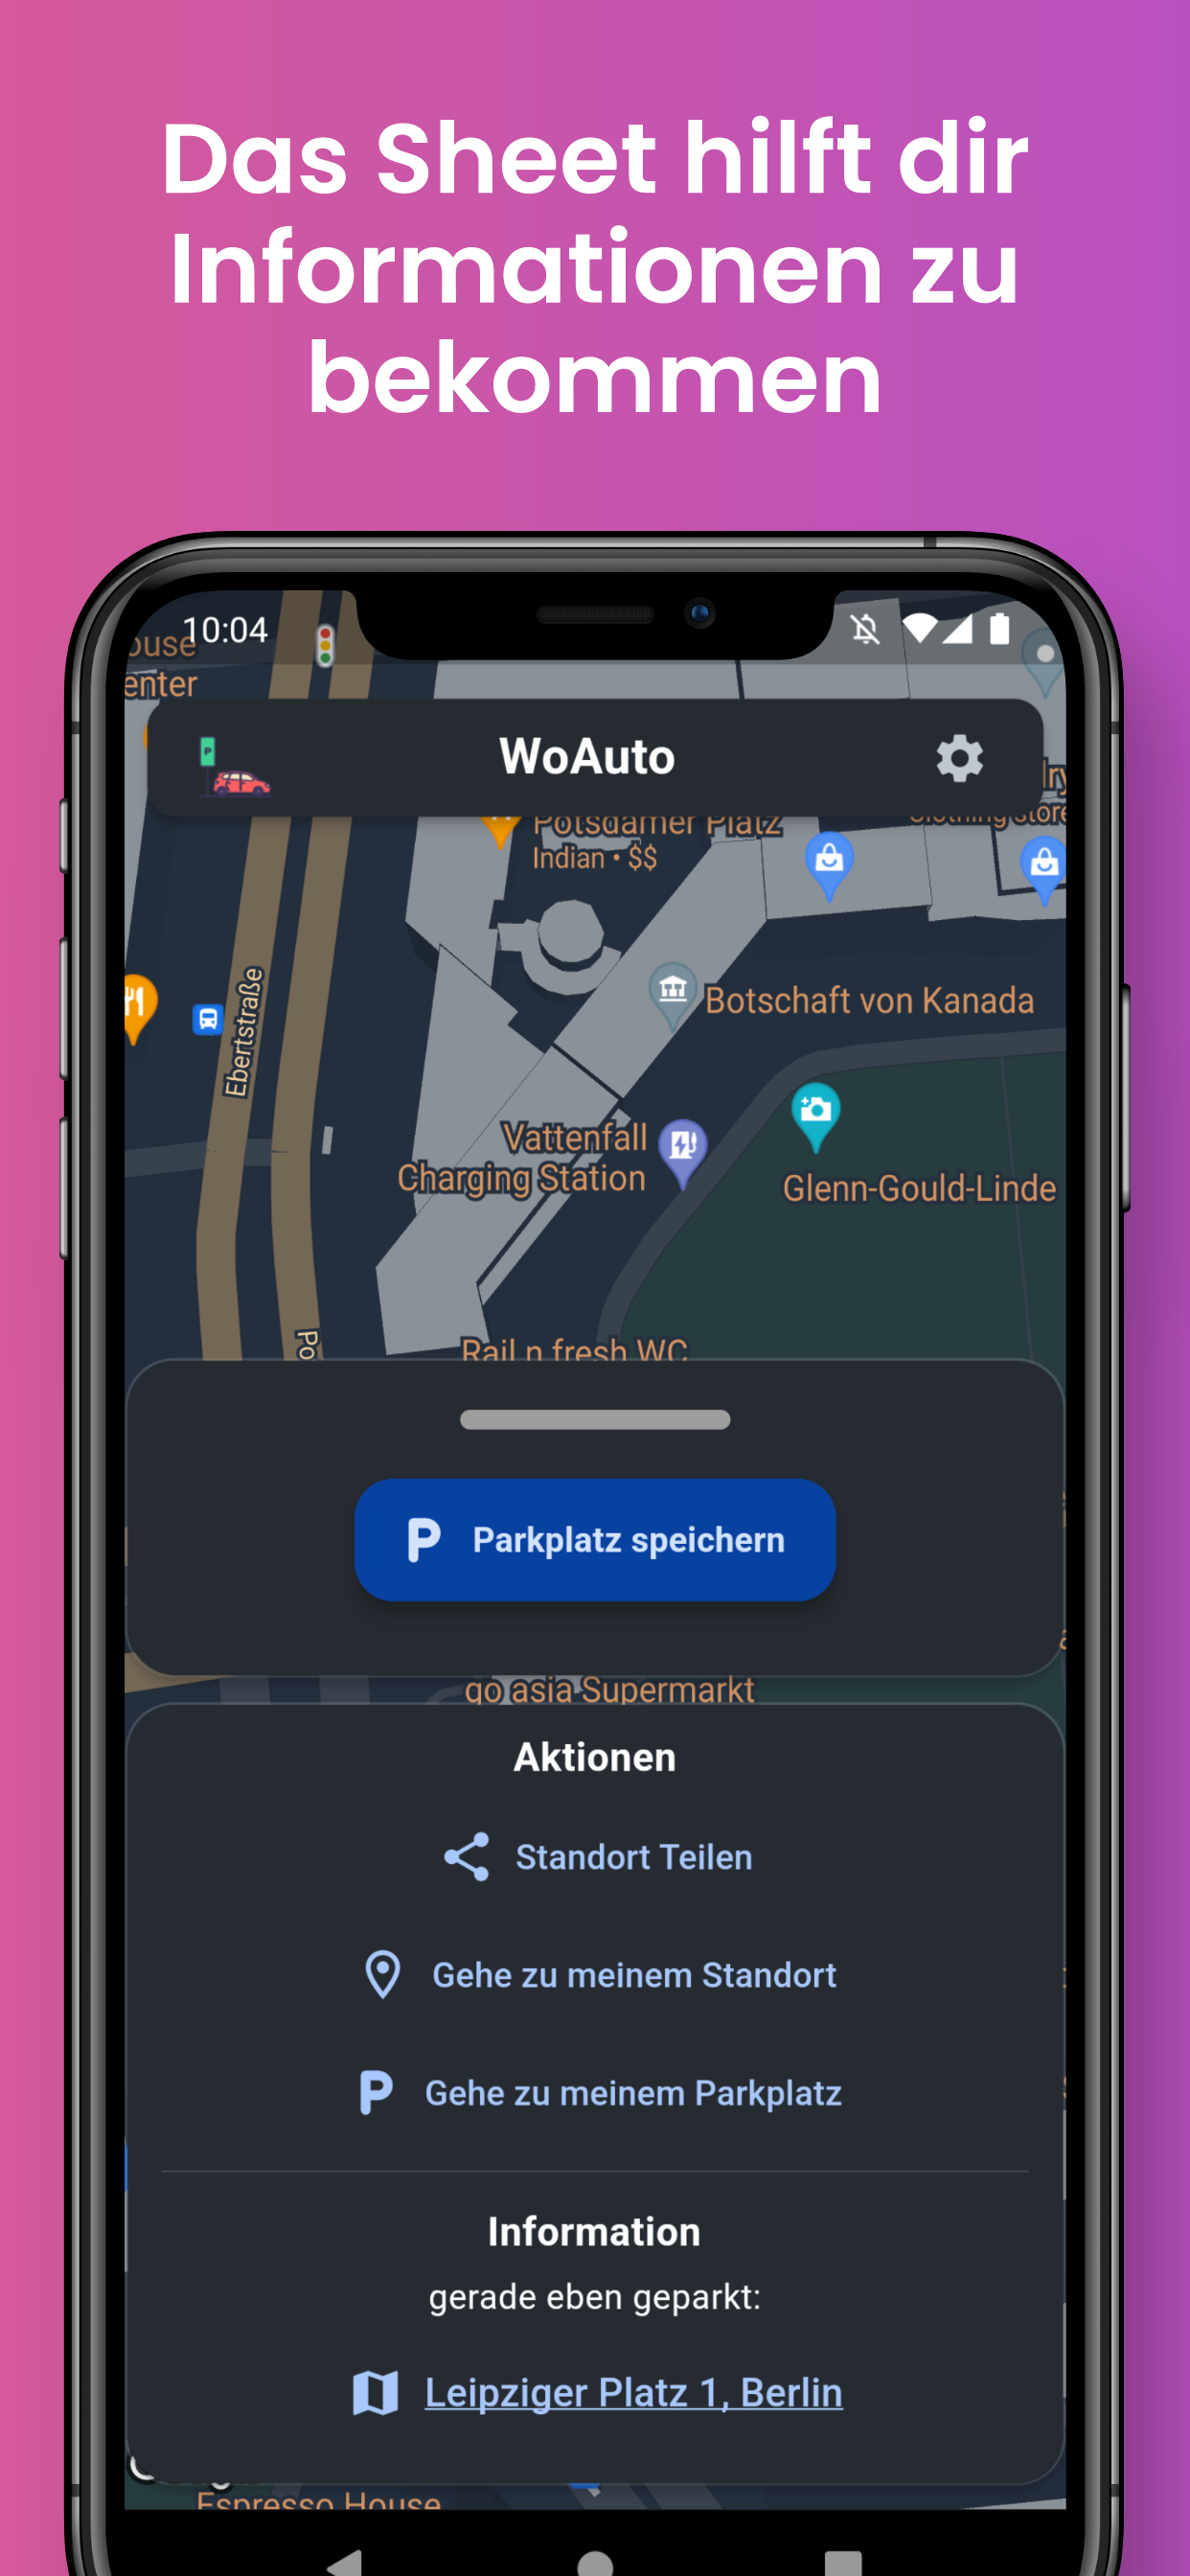 Das Sheet hilft dir
Informationen zu
bekommen
10:04
enter
WoAuto
Potsdamer Platz
Indian • $$
Clothing store
Ebertstraße
Botschaft von Kanada
Vattenfall
Charging Station
Glenn-Gould-Linde
Po
Rail n fresh WC
P Parkplatz speichern
go asia Supermarkt
Aktionen
Standort Teilen
Gehe zu meinem Standort
P Gehe zu meinem Parkplatz
Information
gerade eben geparkt:
Leipziger Platz 1, Berlin
Espresso House